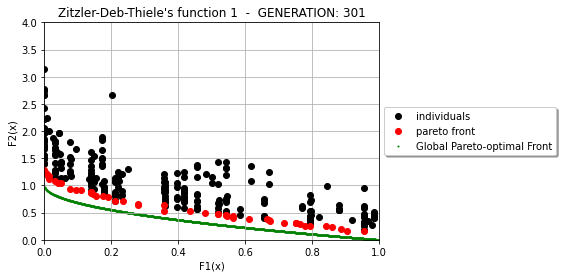 Zitzler-Deb-Thiele's function 1 - GENERATION: 301
4.0
3.5
3.0
2.5
2.0
1.5
1.0
0.5
0.0
F2(x)
0.0 0.2 0.4 0.6 0.8 1.0
F1(x)
individuals
pareto front
Global Pareto-optimal Front